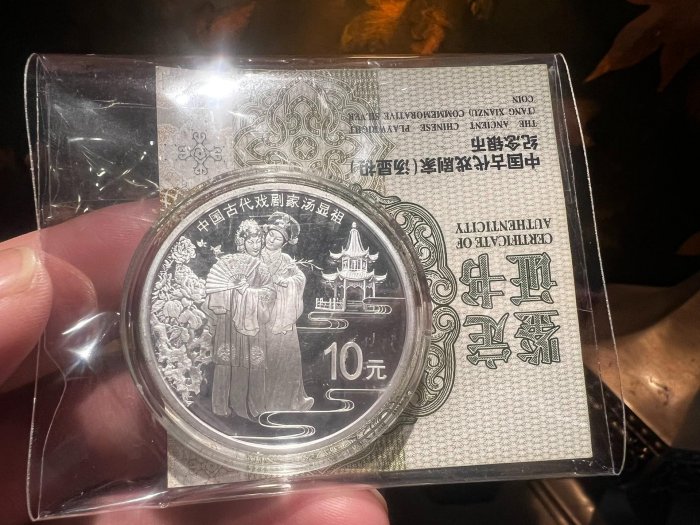 中国古代戏剧家汤显祖
10元
鉴定
证书
CERTIFICATE OF
AUTHENTICITY
中国古代戏剧家(汤显祖)
纪念银币
THE ANCIENT CHINESE PLAYWRIGHT
(TANG XIANZU) COMMEMORATIVE SILVER
COIN